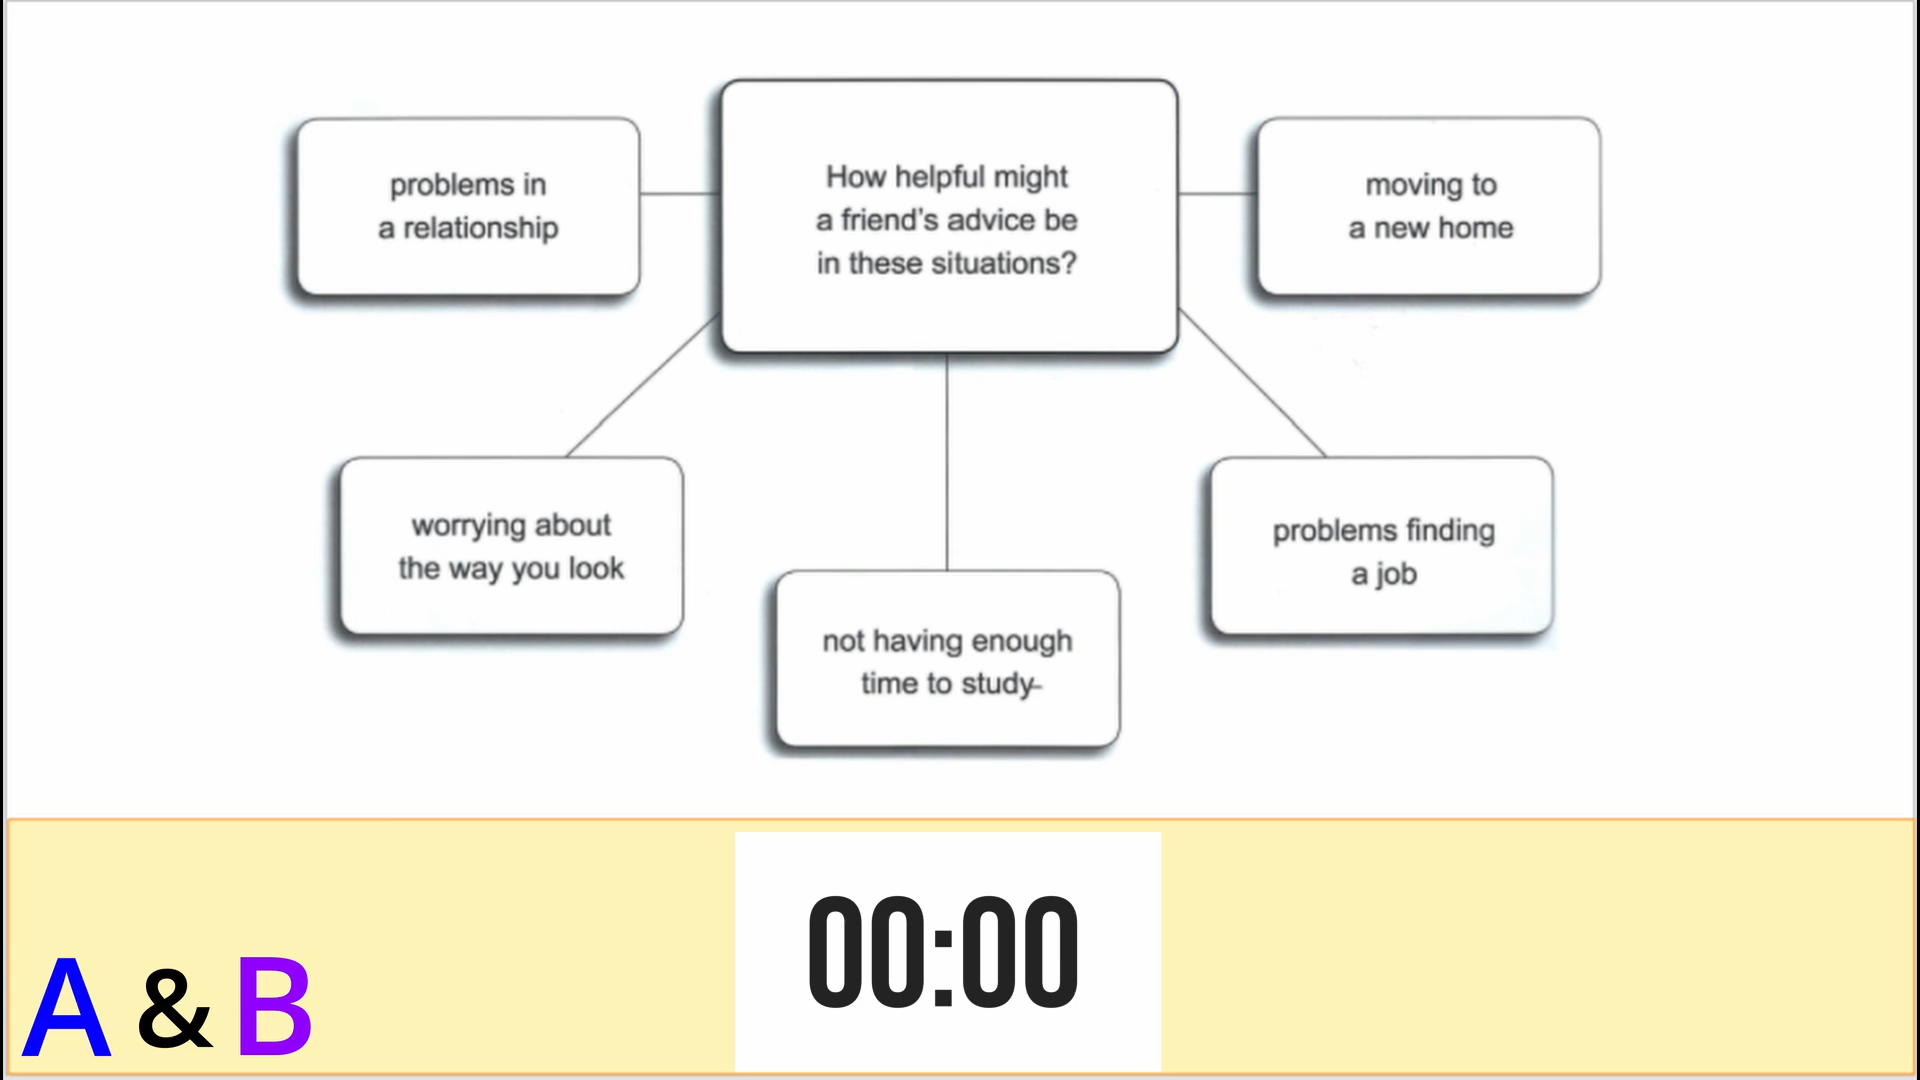 How helpful might
a friend's advice be
in these situations?
problems in
a relationship
moving to
a new home
worrying about
the way you look
not having enough
time to study-
problems finding
a job
A & B
00:00